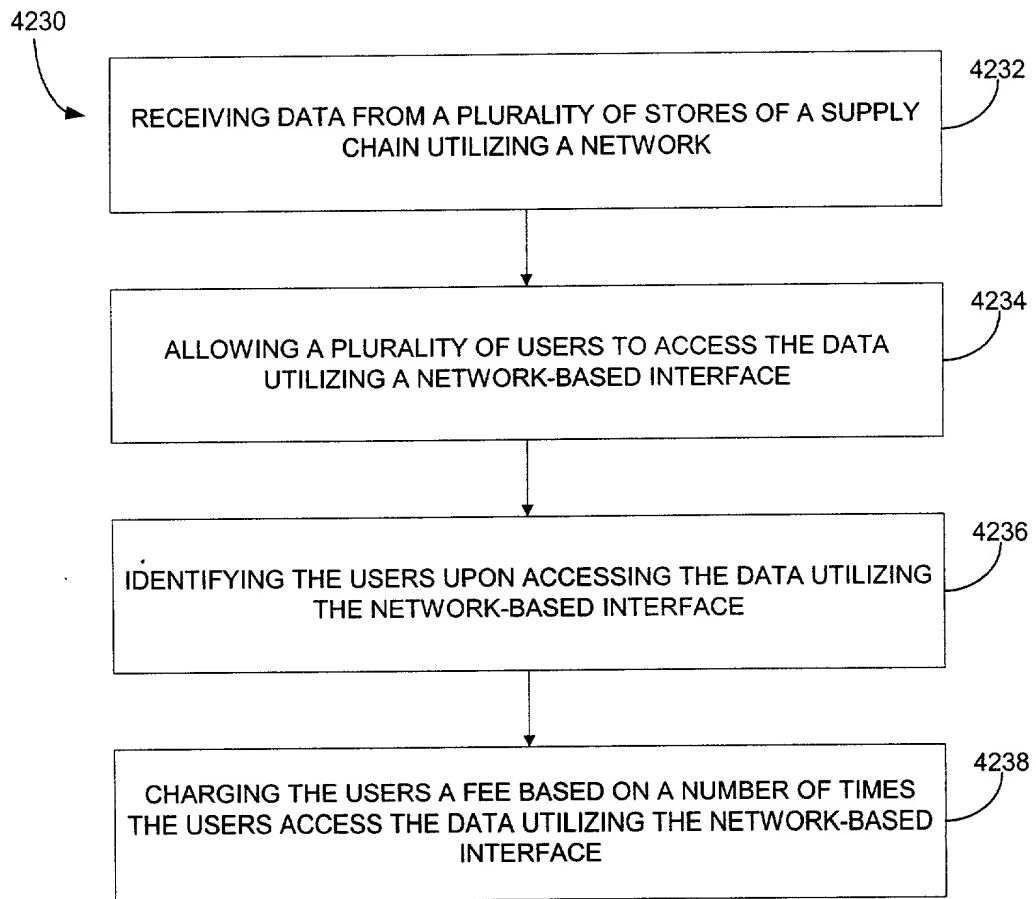 4230
4232
RECEIVING DATA FROM A PLURALITY OF STORES OF A SUPPLY
CHAIN UTILIZING A NETWORK
4234
ALLOWING A PLURALITY OF USERS TO ACCESS THE DATA
UTILIZING A NETWORK-BASED INTERFACE
4236
IDENTIFYING THE USERS UPON ACCESSING THE DATA UTILIZING
THE NETWORK-BASED INTERFACE
4238
CHARGING THE USERS A FEE BASED ON A NUMBER OF TIMES
THE USERS ACCESS THE DATA UTILIZING THE NETWORK-BASED
INTERFACE